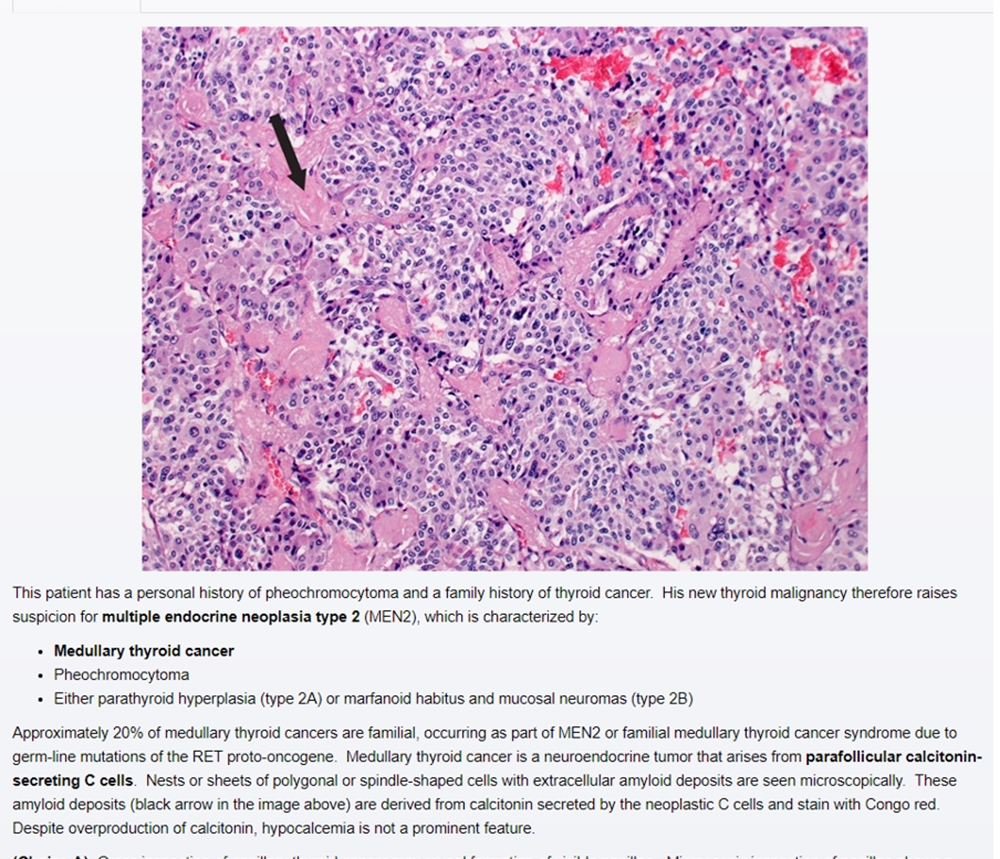 This patient has a personal history of pheochromocytoma and a family history of thyroid cancer.  His new thyroid malignancy therefore raises
suspicion for multiple endocrine neoplasia type 2 (MEN2), which is characterized by:
• Medullary thyroid cancer
• Pheochromocytoma
• Either parathyroid hyperplasia (type 2A) or marfanoid habitus and mucosal neuromas (type 2B)
Approximately 20% of medullary thyroid cancers are familial, occurring as part of MEN2 or familial medullary thyroid cancer syndrome due to
germ-line mutations of the RET proto-oncogene.  Medullary thyroid cancer is a neuroendocrine tumor that arises from parafollicular calcitonin-
secreting C cells.  Nests or sheets of polygonal or spindle-shaped cells with extracellular amyloid deposits are seen microscopically.  These
amyloid deposits (black arrow in the image above) are derived from calcitonin secreted by the neoplastic C cells and stain with Congo red.
Despite overproduction of calcitonin, hypocalcemia is not a prominent feature.